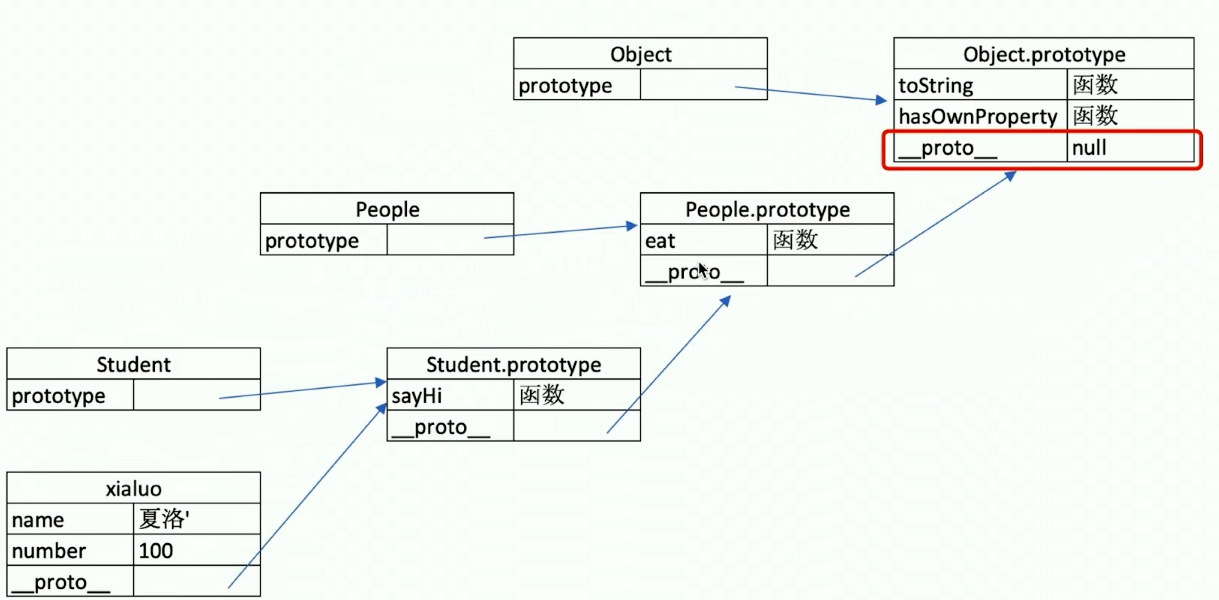 Object
prototype
Object.prototype
toString 函数
hasOwnProperty 函数
__proto__ null
People
prototype
People.prototype
eat 函数
__proto__
Student
prototype
Student.prototype
sayHi 函数
__proto__
xialuo
name 夏洛'
number 100
__proto__